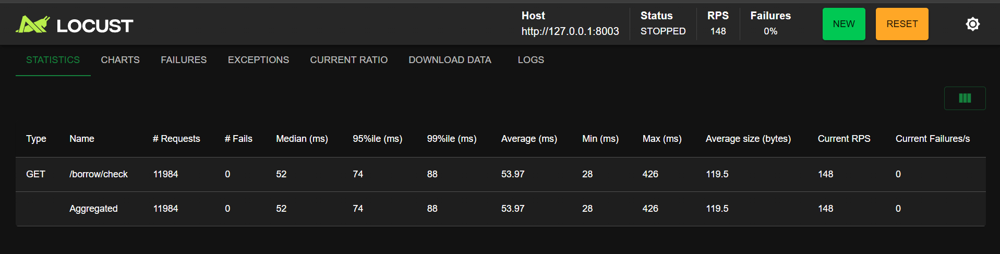 LOCUST
Host
http://127.0.0.1:8003
Status
STOPPED
RPS
148
Failures
0%
NEW
RESET
STATISTICS CHARTS FAILURES EXCEPTIONS CURRENT RATIO DOWNLOAD DATA LOGS
Type Name # Requests # Fails Median (ms) 95%ile (ms) 99%ile (ms) Average (ms) Min (ms) Max (ms) Average size (bytes) Current RPS Current Failures/s
GET /borrow/check 11984 0 52 74 88 53.97 28 426 119.5 148 0
Aggregated 11984 0 52 74 88 53.97 28 426 119.5 148 0